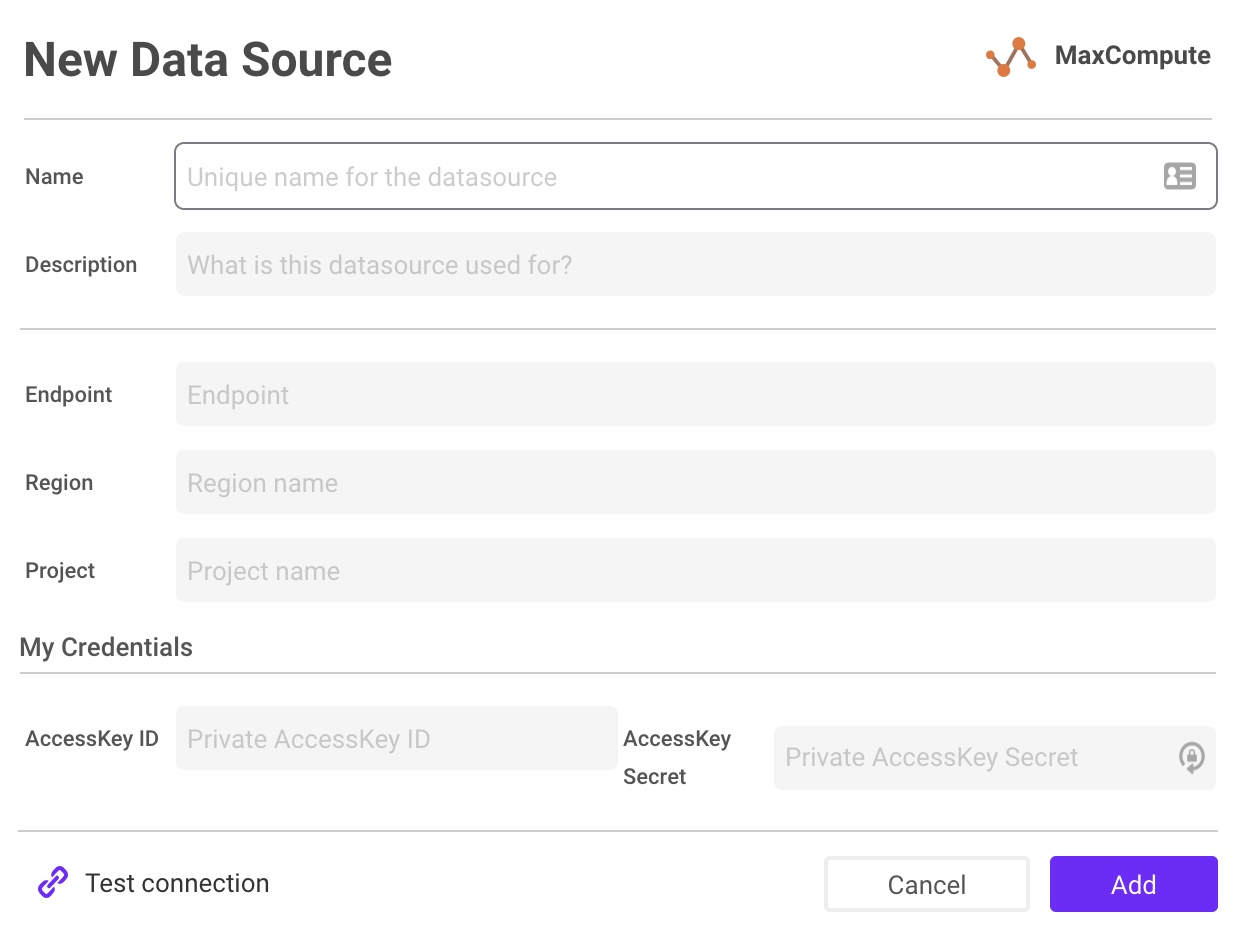 New Data Source
MaxCompute
Name
Unique name for the datasource
Description
What is this datasource used for?
Endpoint
Endpoint
Region
Region name
Project
Project name
My Credentials
AccessKey ID
Private AccessKey ID
AccessKey
Secret
Private AccessKey Secret
Test connection
Cancel
Add